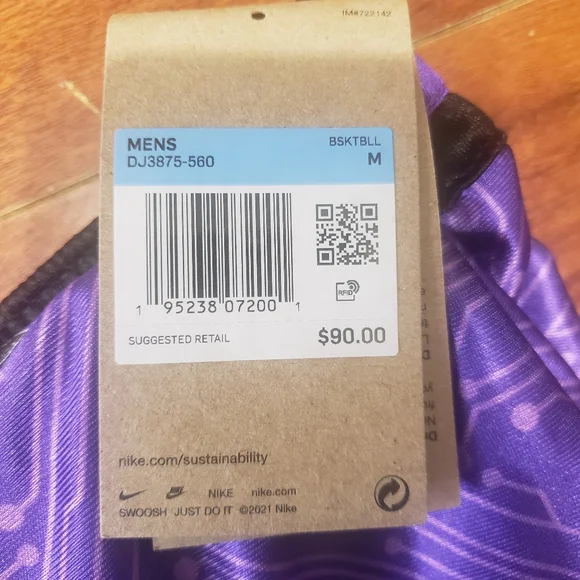 IM#722142
MENS
BSKTBLL
DJ3875-560
M
RFID
1 95238 07200 1
SUGGESTED RETAIL
$90.00
nike.com/sustainability
NIKE nike.com
SWOOSH JUST DO IT ©2021 Nike